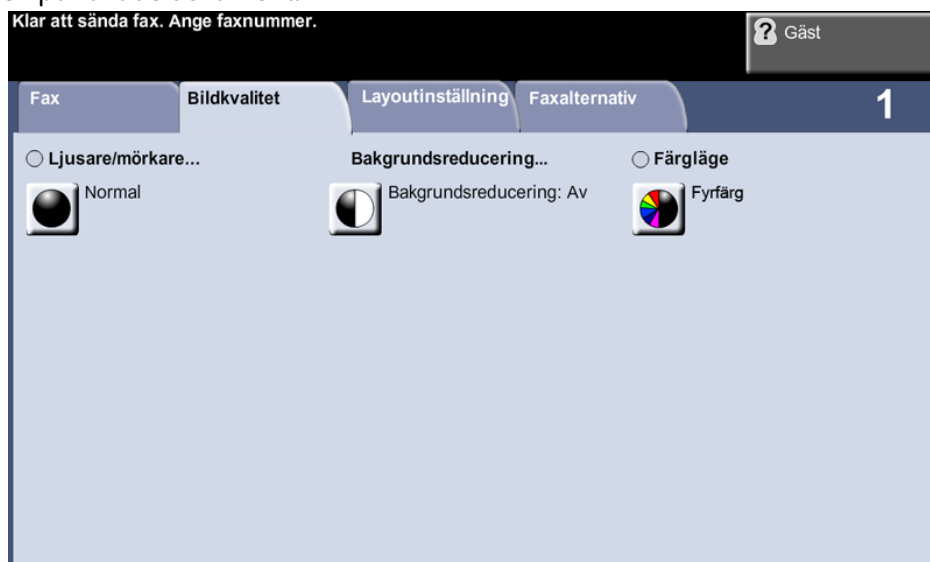 Klar att sända fax. Ange faxnummer.
? Gäst
Fax Bildkvalitet Layoutinställning Faxalternativ 1
Ljusare/mörkare... Bakgrundsreducering... Färgläge
Normal Bakgrundsreducering: Av Fyrfärg